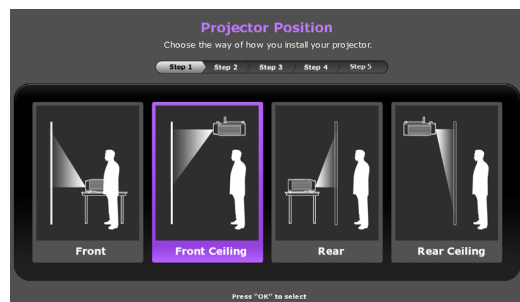 Projector Position
Choose the way of how you install your projector.
Step 1 Step 2 Step 3 Step 4 Step 5
Front Front Ceiling Rear Rear Ceiling
Press "OK" to select